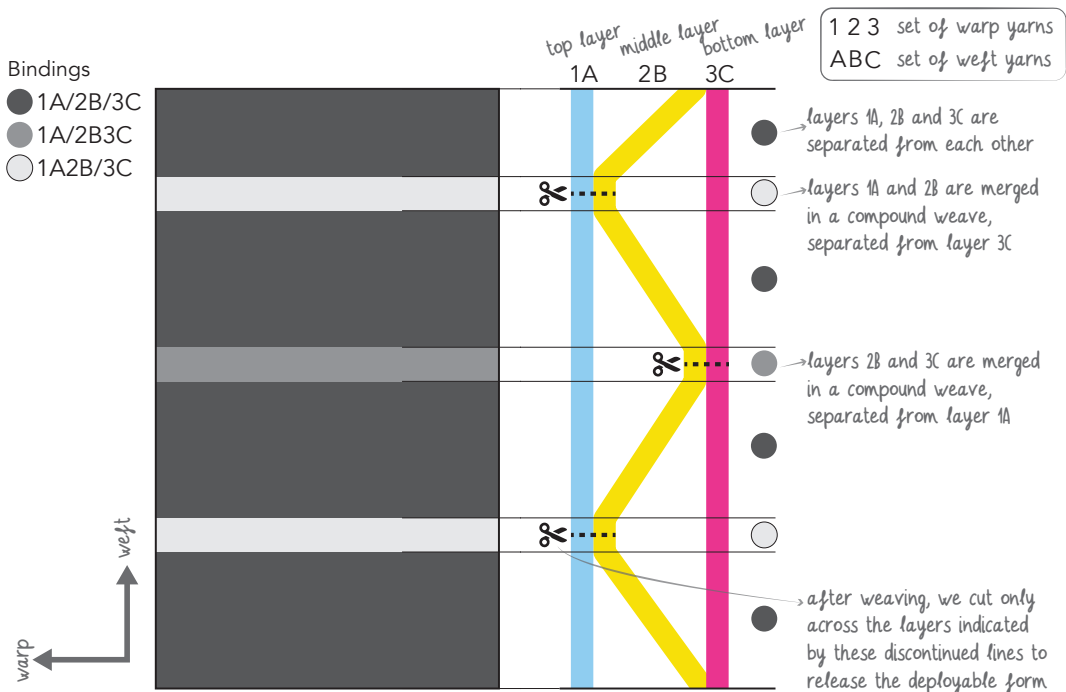 top layer middle layer bottom layer
1A 2B 3C
1 2 3 set of warp yarns
ABC set of weft yarns
Bindings
1A/2B/3C
1A/2B3C
1A2B/3C
layers 1A, 2B and 3C are
separated from each other
layers 1A and 2B are merged
in a compound weave,
separated from layer 3C
layers 2B and 3C are merged
in a compound weave,
separated from layer 1A
after weaving, we cut only
across the layers indicated
by these discontinued lines to
release the deployable form
weft
warp